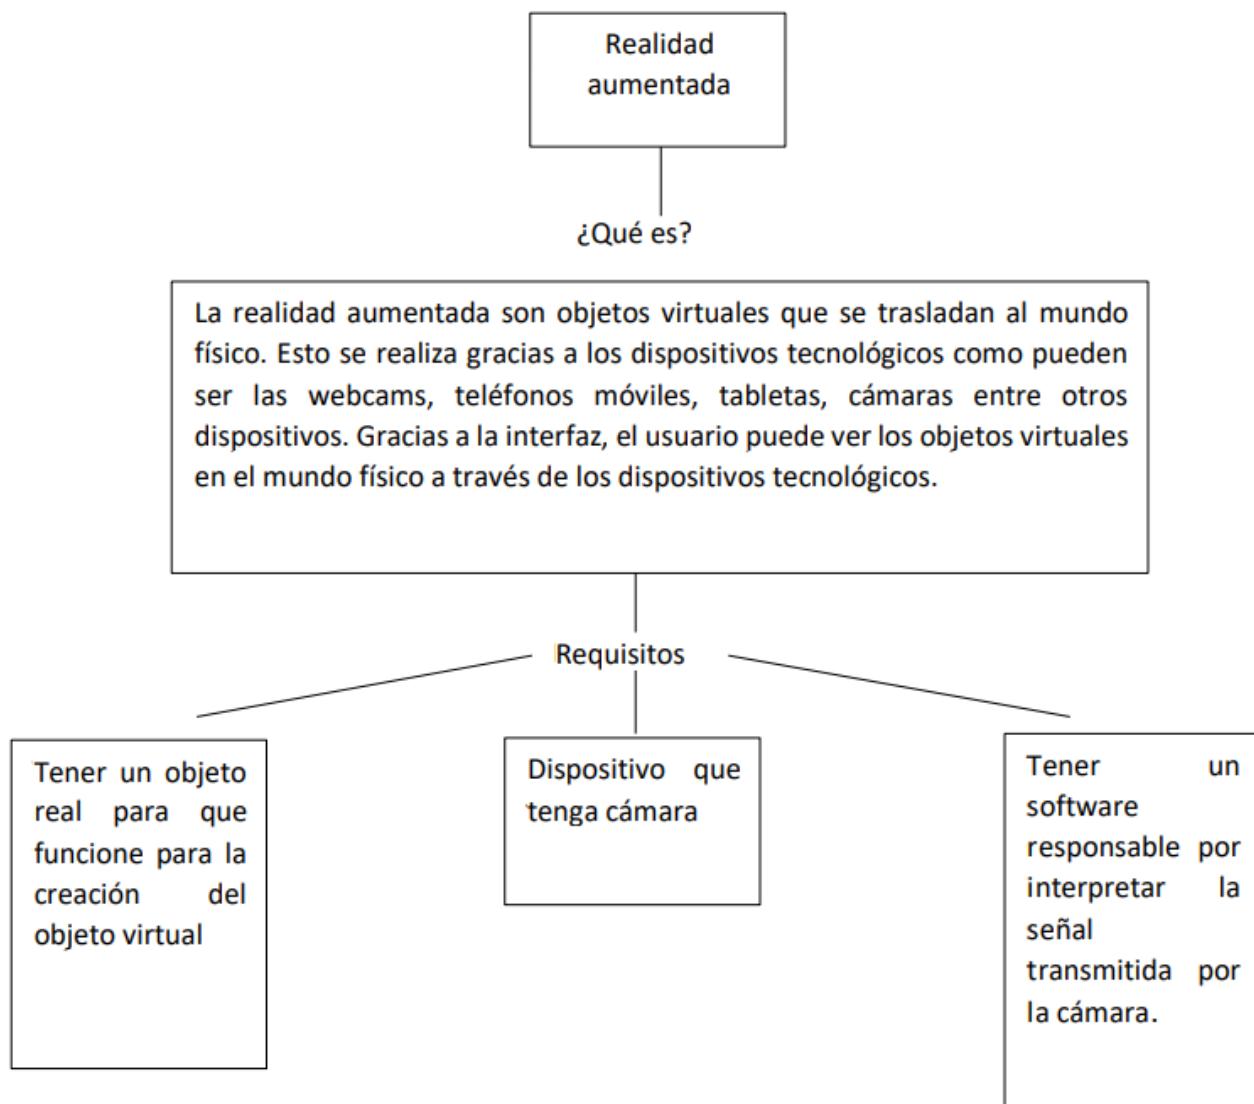 Realidad
aumentada
¿Qué es?
La realidad aumentada son objetos virtuales que se trasladan al mundo
físico. Esto se realiza gracias a los dispositivos tecnológicos como pueden
ser las webcams, teléfonos móviles, tabletas, cámaras entre otros
dispositivos. Gracias a la interfaz, el usuario puede ver los objetos virtuales
en el mundo físico a través de los dispositivos tecnológicos.
Requisitos
Tener un objeto
real para que
funcione para la
creación del
objeto virtual
Dispositivo que
tenga cámara
Tener un
software
responsable por
interpretar la
señal
transmitida por
la cámara.